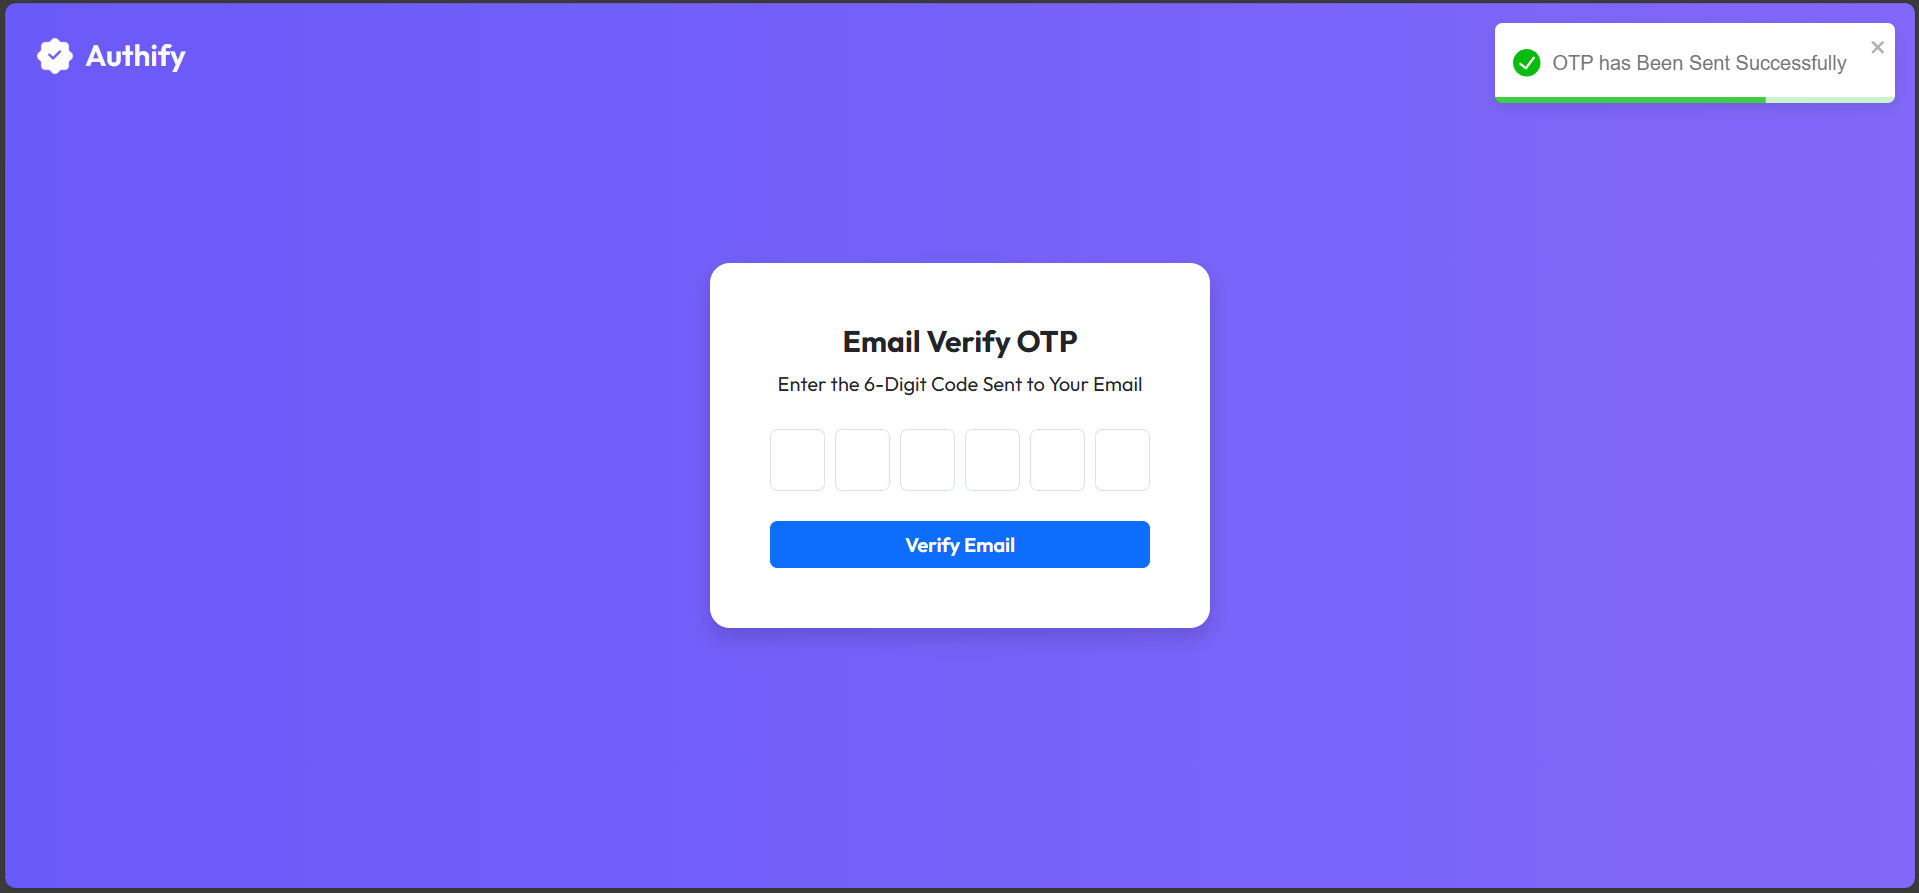 Authify
OTP has Been Sent Successfully
Email Verify OTP
Enter the 6-Digit Code Sent to Your Email
Verify Email